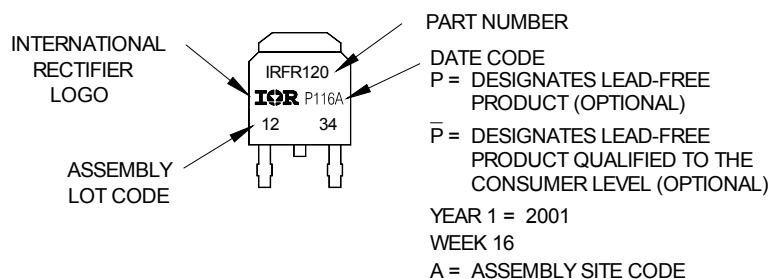 INTERNATIONAL
RECTIFIER
LOGO
ASSEMBLY
LOT CODE
IRFR120
IOR P116A
12 34
PART NUMBER
DATE CODE
P = DESIGNATES LEAD-FREE
PRODUCT (OPTIONAL)
P̅ = DESIGNATES LEAD-FREE
PRODUCT QUALIFIED TO THE
CONSUMER LEVEL (OPTIONAL)
YEAR 1 = 2001
WEEK 16
A = ASSEMBLY SITE CODE